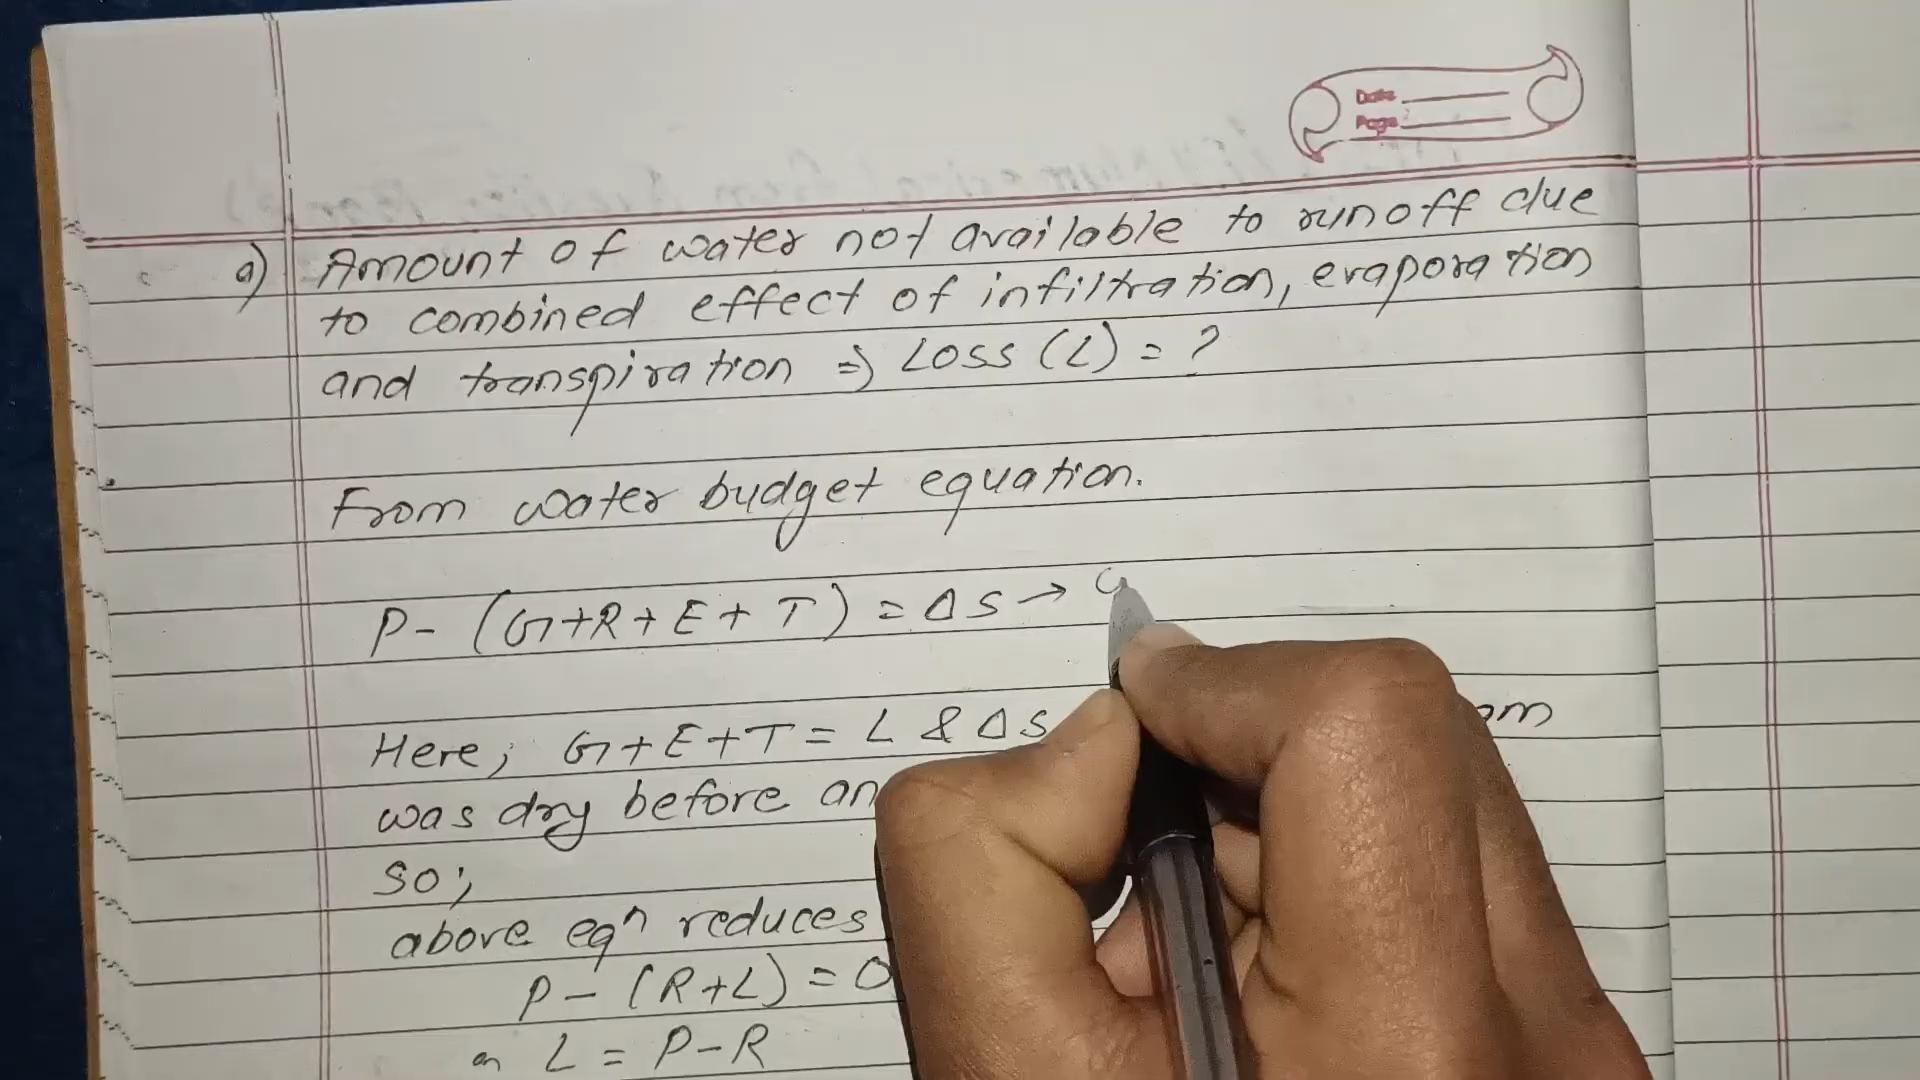 Date
Page
a) Amount of water not available to runoff due
to combined effect of infiltration, evaporation
and transpiration ⇒ Loss (L) = ?
From water budget equation.
P - (G+R+E+T) = ΔS →
Here; G+E+T = L & ΔS
was dry before an
so;
above eqn reduces
P - (R+L) = 0
or L = P-R